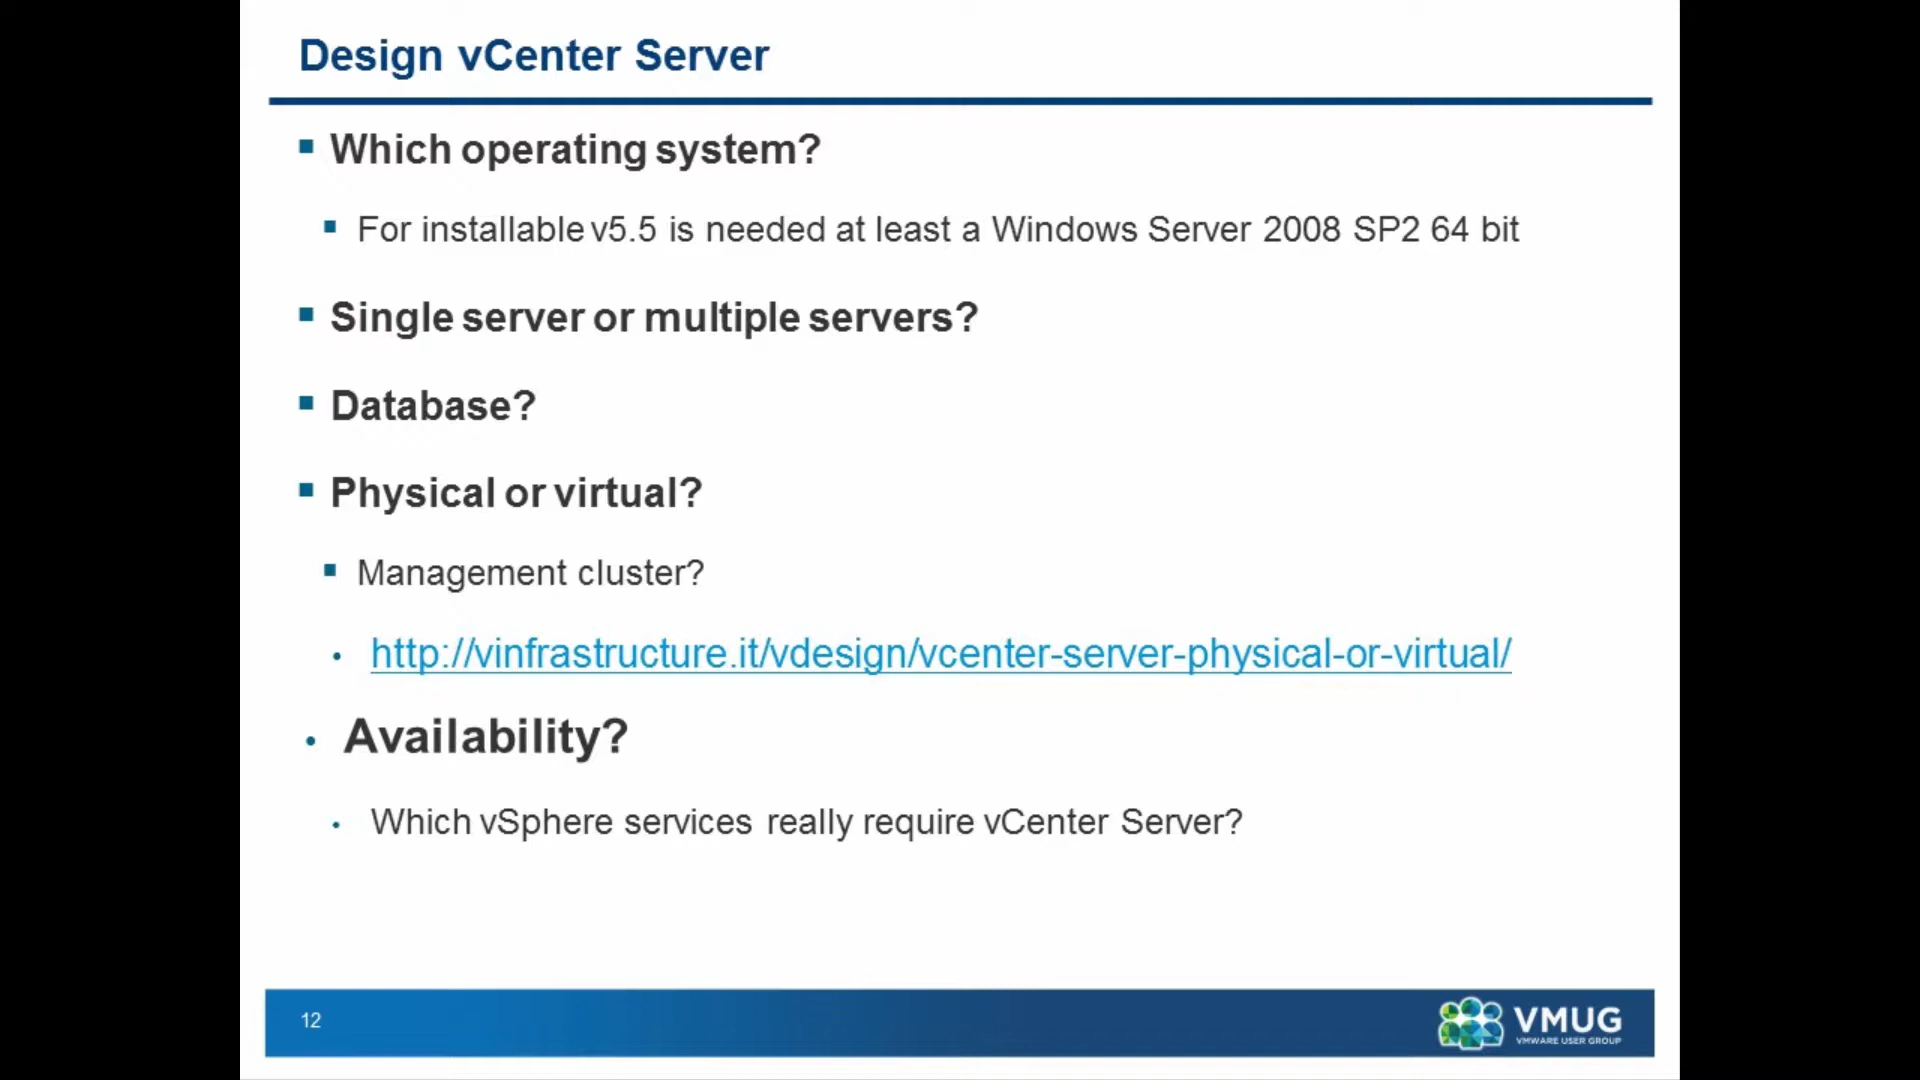 Design vCenter Server
Which operating system?
For installable v5.5 is needed at least a Windows Server 2008 SP2 64 bit
Single server or multiple servers?
Database?
Physical or virtual?
Management cluster?
http://vinfrastructure.it/vdesign/vcenter-server-physical-or-virtual/
Availability?
Which vSphere services really require vCenter Server?
12
VMUG
VMWARE USER GROUP